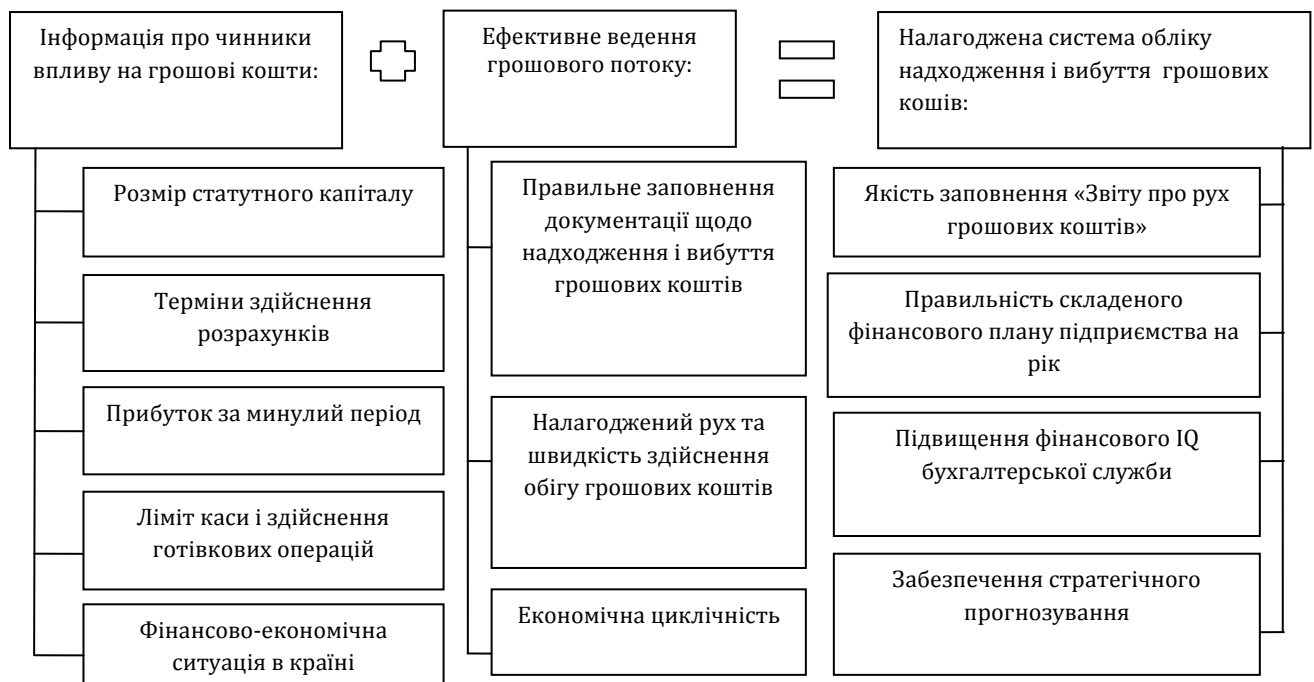 Інформація про чинники
впливу на грошові кошти:
Ефективне ведення
грошового потоку:
Налагоджена система обліку
надходження і вибуття грошових
кошів:
Розмір статутного капіталу
Терміни здійснення
розрахунків
Прибуток за минулий період
Ліміт каси і здійснення
готівкових операцій
Фінансово-економічна
ситуація в країні
Правильне заповнення
документації щодо
надходження і вибуття
грошових коштів
Налагоджений рух та
швидкість здійснення
обігу грошових коштів
Економічна циклічність
Якість заповнення «Звіту про рух
грошових коштів»
Правильність складеного
фінансового плану підприємства на
рік
Підвищення фінансового IQ
бухгалтерської служби
Забезпечення стратегічного
прогнозування